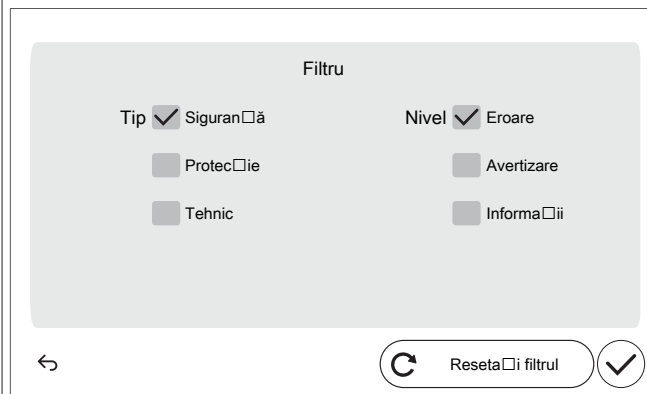 Filtru
Tip Siguran□ă Nivel Eroare
Protec□ie Avertizare
Tehnic Informa□ii
Reseta□i filtrul